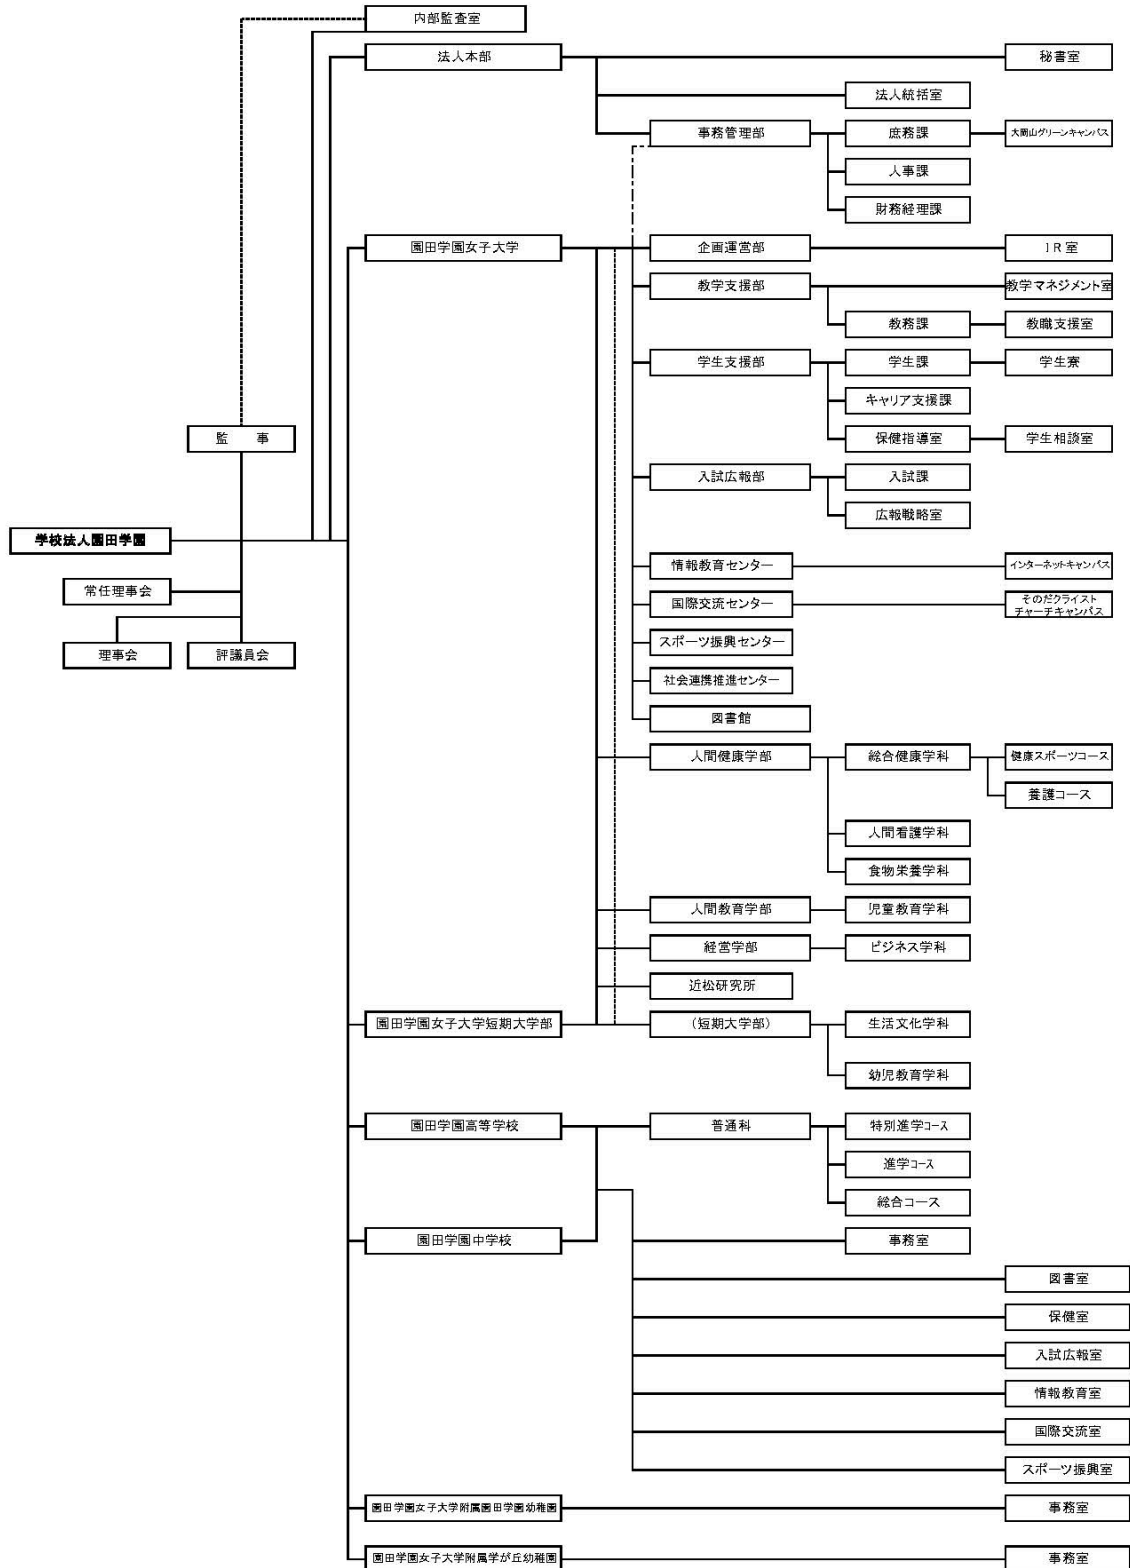 内部監査室
法人本部
秘書室
法人統括室
事務管理部
庶務課
大岡山グリーンキャンパス
人事課
財務経理課
園田学園女子大学
企画運営部
IR室
教学支援部
教学マネジメント室
教務課
教職支援室
学生支援部
学生課
学生寮
キャリア支援課
監 事
保健指導室
学生相談室
入試広報部
入試課
広報戦略室
学校法人園田学園
情報教育センター
インターネットキャンパス
常任理事会
国際交流センター
そのだクライスト
チャーチキャンパス
スポーツ振興センター
理事会
評議員会
社会連携推進センター
図書館
人間健康学部
総合健康学科
健康スポーツコース
養護コース
人間看護学科
食物栄養学科
人間教育学部
児童教育学科
経営学部
ビジネス学科
近松研究所
園田学園女子大学短期大学部
(短期大学部)
生活文化学科
幼児教育学科
園田学園高等学校
普通科
特別進学コース
進学コース
総合コース
園田学園中学校
事務室
図書室
保健室
入試広報室
情報教育室
国際交流室
スポーツ振興室
園田学園女子大学附属園田学園幼稚園
事務室
園田学園女子大学附属学が丘幼稚園
事務室